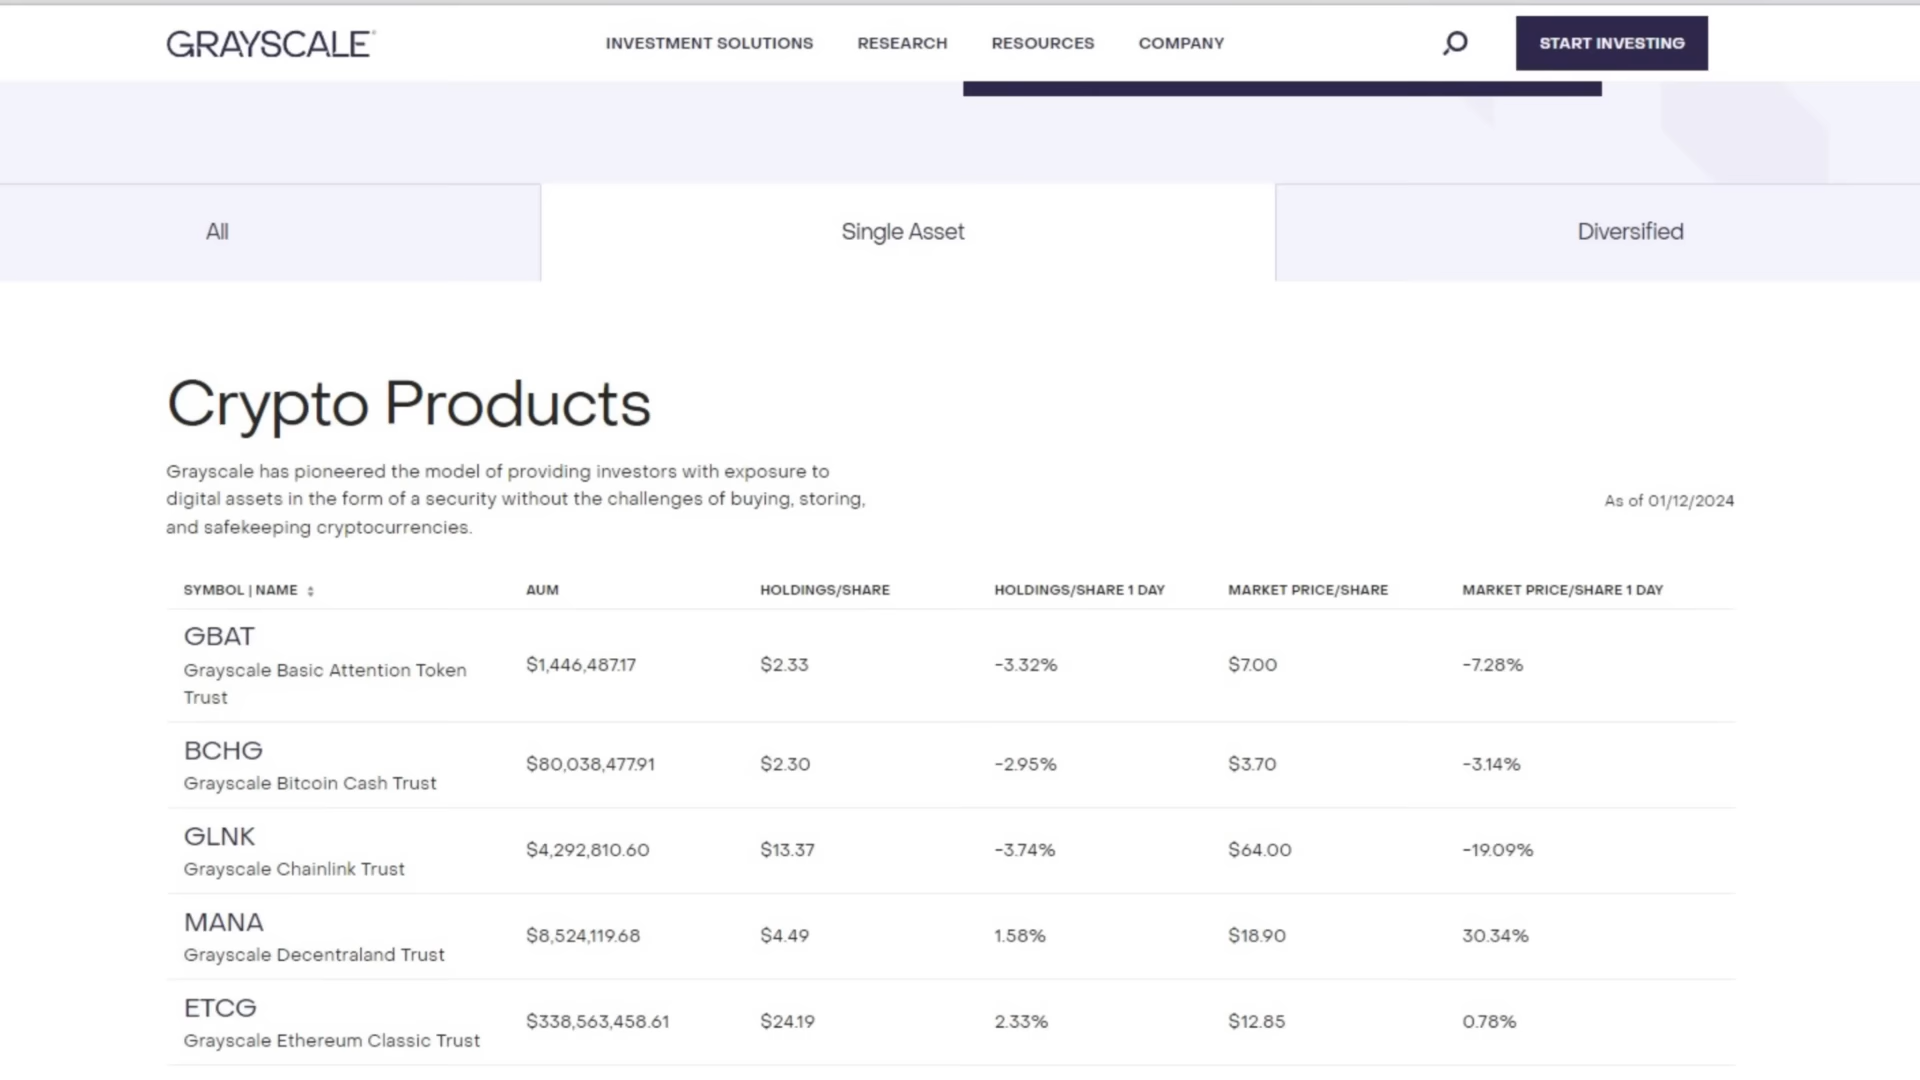 GRAYSCALE
INVESTMENT SOLUTIONS RESEARCH RESOURCES COMPANY START INVESTING
All Single Asset Diversified
Crypto Products
Grayscale has pioneered the model of providing investors with exposure to
digital assets in the form of a security without the challenges of buying, storing,
and safekeeping cryptocurrencies.
As of 01/12/2024
SYMBOL | NAME AUM HOLDINGS/SHARE HOLDINGS/SHARE 1 DAY MARKET PRICE/SHARE MARKET PRICE/SHARE 1 DAY
GBAT
Grayscale Basic Attention Token
Trust
$1,446,487.17 $2.33 -3.32% $7.00 -7.28%
BCHG
Grayscale Bitcoin Cash Trust
$80,038,477.91 $2.30 -2.95% $3.70 -3.14%
GLNK
Grayscale Chainlink Trust
$4,292,810.60 $13.37 -3.74% $64.00 -19.09%
MANA
Grayscale Decentraland Trust
$8,524,119.68 $4.49 1.58% $18.90 30.34%
ETCG
Grayscale Ethereum Classic Trust
$338,563,458.61 $24.19 2.33% $12.85 0.78%